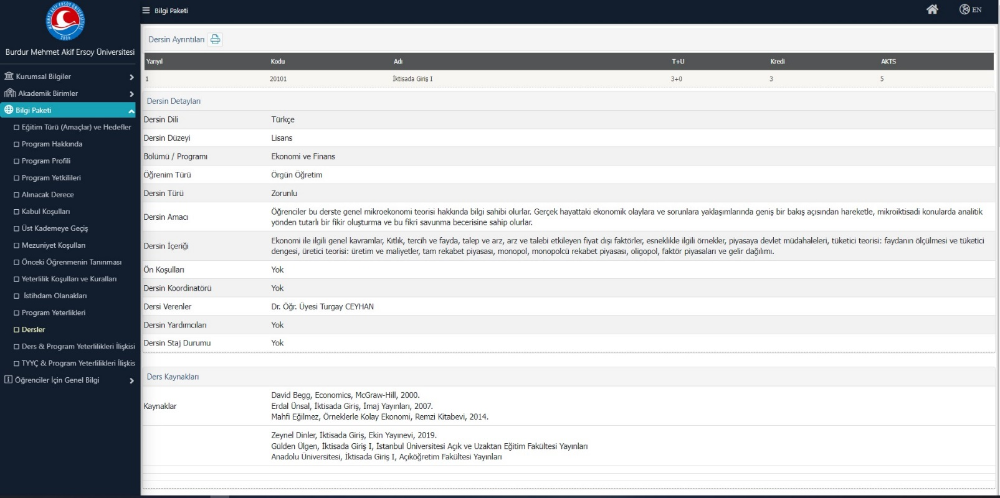 Bilgi Paketi
EN
MEHMET AKİF ERSOY ÜNİVERSİTESİ
2006
Burdur Mehmet Akif Ersoy Üniversitesi
Kurumsal Bilgiler
Akademik Birimler
Bilgi Paketi
Eğitim Türü (Amaçlar) ve Hedefler
Program Hakkında
Program Profili
Program Yetkilileri
Alınacak Derece
Kabul Koşulları
Üst Kademeye Geçiş
Mezuniyet Koşulları
Önceki Öğrenmenin Tanınması
Yeterlilik Koşulları ve Kuralları
İstihdam Olanakları
Program Yeterlikleri
Dersler
Ders & Program Yeterlilikleri İlişkisi
TYYÇ & Program Yeterlilikleri İlişkis
Öğrenciler İçin Genel Bilgi
Dersin Ayrıntıları
Yarıyıl Kodu Adı T+U Kredi AKTS
1 20101 İktisada Giriş I 3+0 3 5
Dersin Detayları
Dersin Dili Türkçe
Dersin Düzeyi Lisans
Bölümü / Programı Ekonomi ve Finans
Öğrenim Türü Örgün Öğretim
Dersin Türü Zorunlu
Dersin Amacı
Öğrenciler bu derste genel mikroekonomi teorisi hakkında bilgi sahibi olurlar. Gerçek hayattaki ekonomik olaylara ve sorunlara yaklaşımlarında geniş bir bakış açısından hareketle, mikroiktisadi konularda analitik
yönden tutarlı bir fikir oluşturma ve bu fikri savunma becerisine sahip olurlar.
Dersin İçeriği
Ekonomi ile ilgili genel kavramlar, Kıtlık, tercih ve fayda, talep ve arz, arz ve talebi etkileyen fiyat dışı faktörler, esneklikle ilgili örnekler, piyasaya devlet müdahaleleri, tüketici teorisi: faydanın ölçülmesi ve tüketici
dengesi, üretici teorisi: üretim ve maliyetler, tam rekabet piyasası, monopol, monopolcü rekabet piyasası, oligopol, faktör piyasaları ve gelir dağılımı.
Ön Koşulları Yok
Dersin Koordinatörü Yok
Dersi Verenler Dr. Öğr. Üyesi Turgay CEYHAN
Dersin Yardımcıları Yok
Dersin Staj Durumu Yok
Ders Kaynakları
Kaynaklar
David Begg, Economics, McGraw-Hill, 2000.
Erdal Ünsal, İktisada Giriş, İmaj Yayınları, 2007.
Mahfi Eğilmez, Örneklerle Kolay Ekonomi, Remzi Kitabevi, 2014.
Zeynel Dinler, İktisada Giriş, Ekin Yayınevi, 2019.
Gülden Ülgen, İktisada Giriş I, İstanbul Üniversitesi Açık ve Uzaktan Eğitim Fakültesi Yayınları
Anadolu Üniversitesi, İktisada Giriş I, Açıköğretim Fakültesi Yayınları